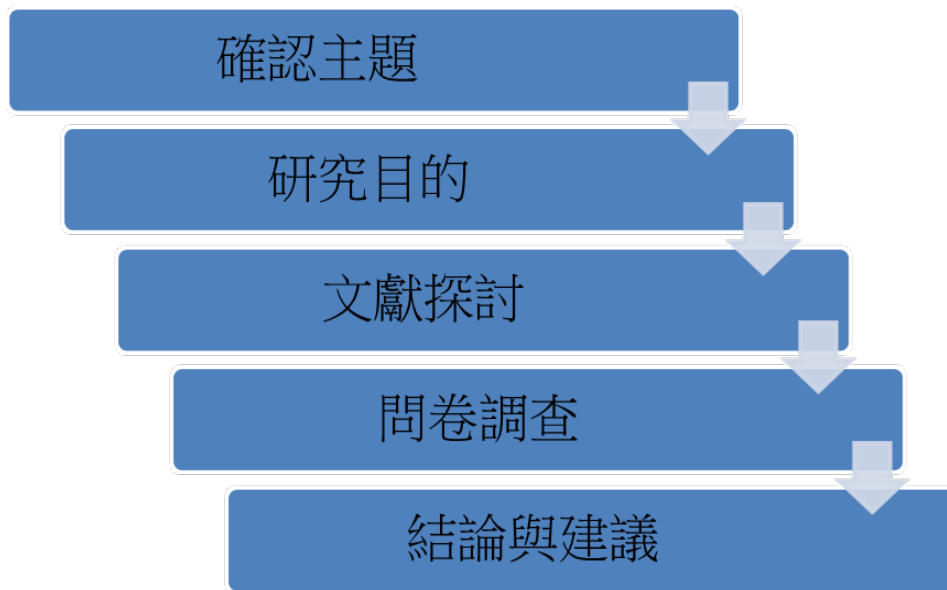 確認主題
研究目的
文獻探討
問卷調查
結論與建議